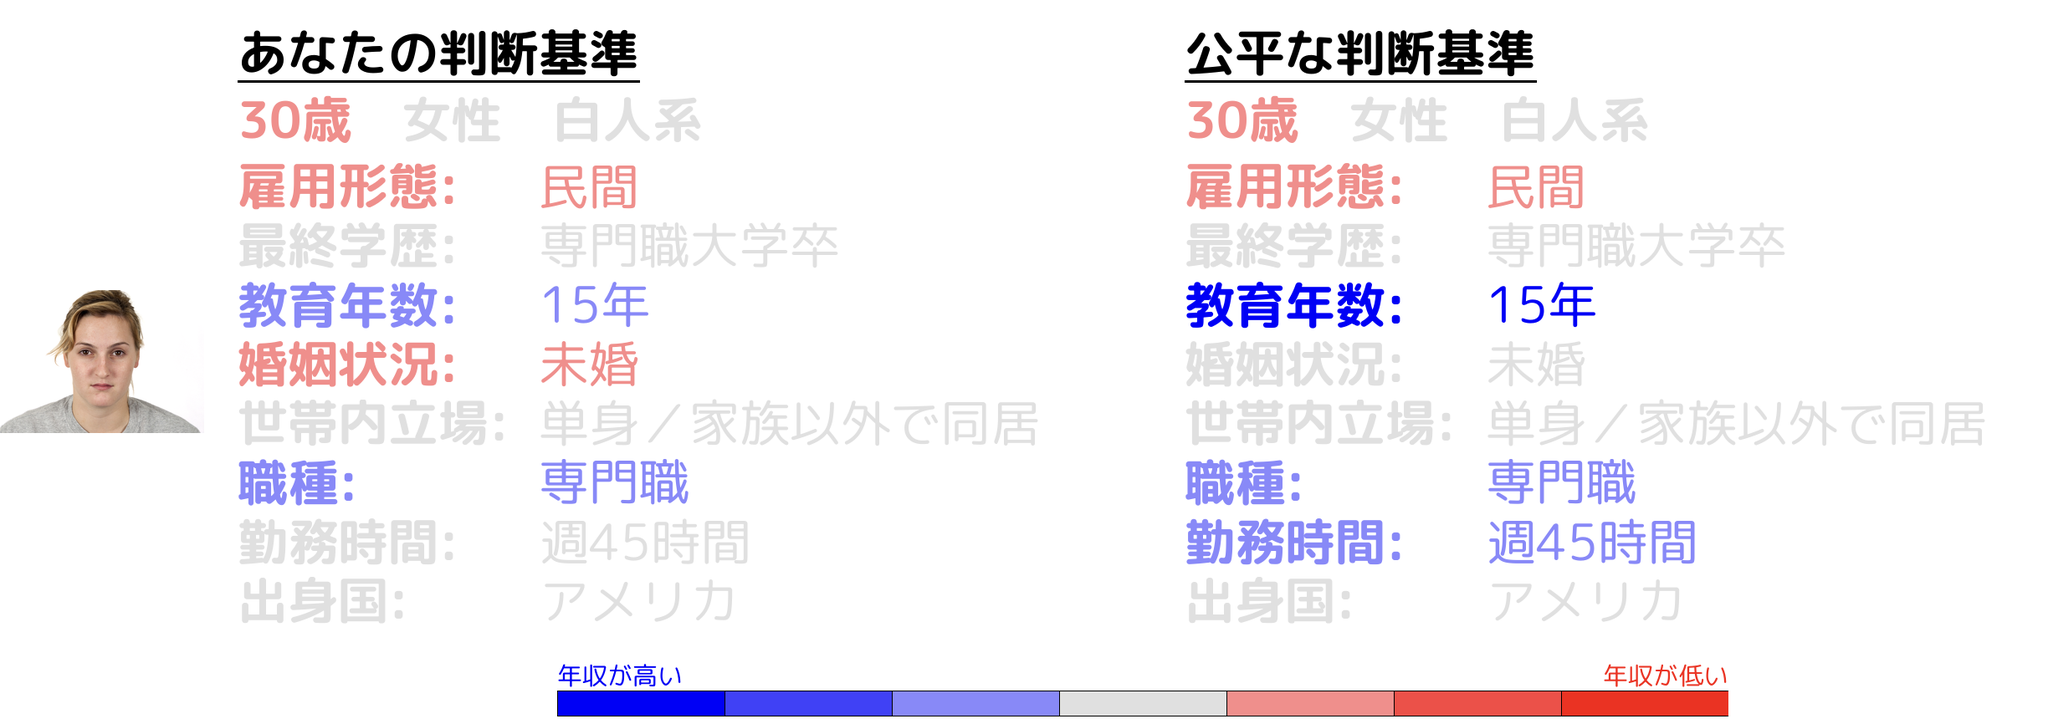 あなたの判断基準
30歳 女性 白人系
雇用形態: 民間
最終学歴: 専門職大学卒
教育年数: 15年
婚姻状況: 未婚
世帯内立場: 単身／家族以外で同居
職種: 専門職
勤務時間: 週45時間
出身国: アメリカ
公平な判断基準
30歳 女性 白人系
雇用形態: 民間
最終学歴: 専門職大学卒
教育年数: 15年
婚姻状況: 未婚
世帯内立場: 単身／家族以外で同居
職種: 専門職
勤務時間: 週45時間
出身国: アメリカ
年収が高い
年収が低い